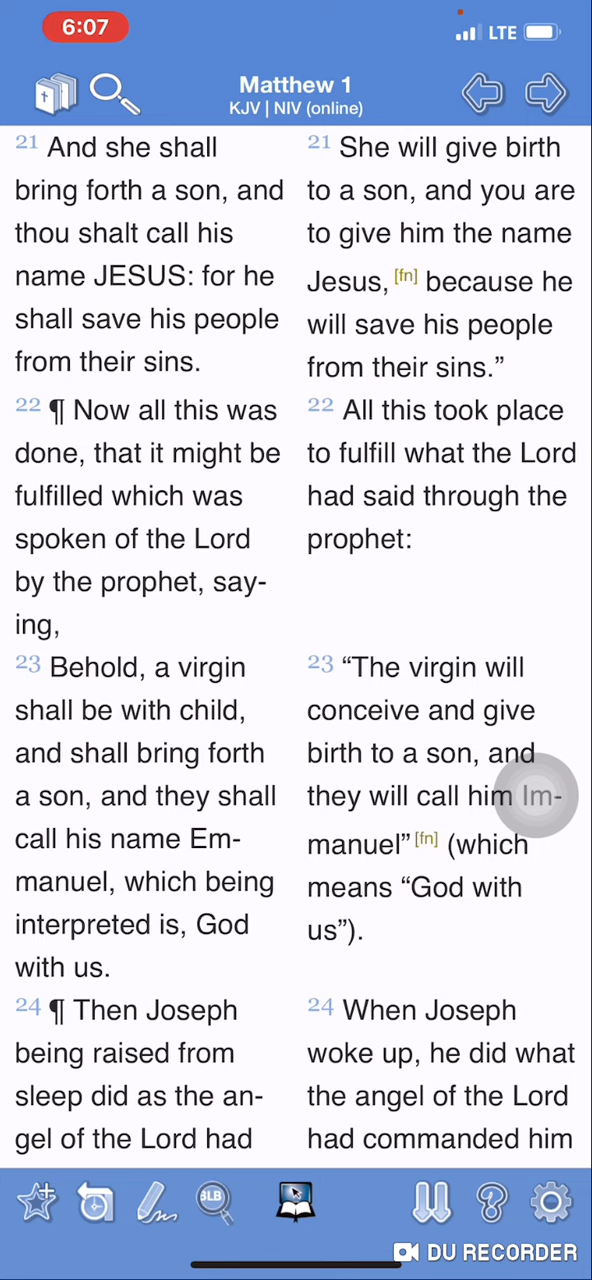 6:07
LTE
Matthew 1
KJV | NIV (online)
21 And she shall
bring forth a son, and
thou shalt call his
name JESUS: for he
shall save his people
from their sins.
22 ¶ Now all this was
done, that it might be
fulfilled which was
spoken of the Lord
by the prophet, say-
ing,
23 Behold, a virgin
shall be with child,
and shall bring forth
a son, and they shall
call his name Em-
manuel, which being
interpreted is, God
with us.
24 ¶ Then Joseph
being raised from
sleep did as the an-
gel of the Lord had
21 She will give birth
to a son, and you are
to give him the name
Jesus, [fn] because he
will save his people
from their sins.”
22 All this took place
to fulfill what the Lord
had said through the
prophet:
23 “The virgin will
conceive and give
birth to a son, and
they will call him Im-
manuel” [fn] (which
means “God with
us”).
24 When Joseph
woke up, he did what
the angel of the Lord
had commanded him
BLB
DU RECORDER